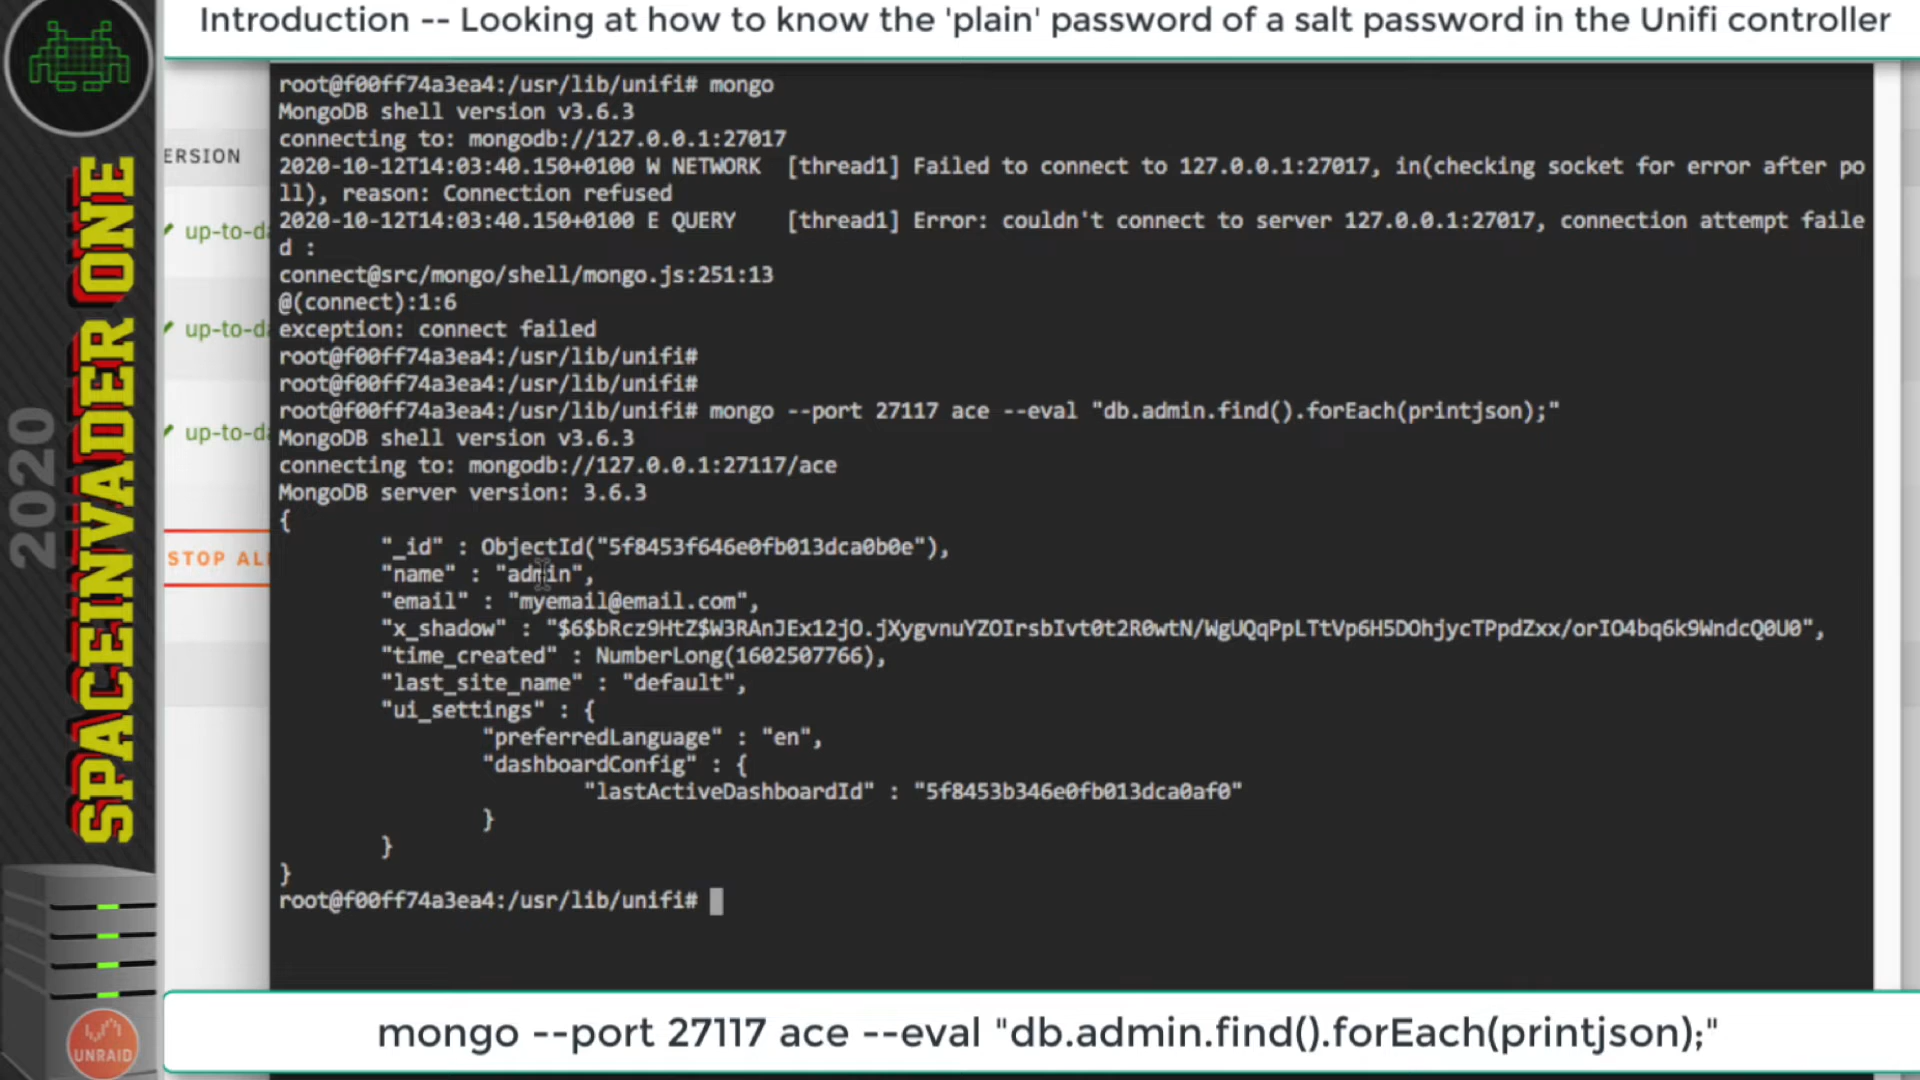 Introduction -- Looking at how to know the 'plain' password of a salt password in the Unifi controller
2020
SPACEINVADER ONE
UNRAID
ERSION
up-to-da
up-to-da
up-to-da
STOP AL
root@f00ff74a3ea4:/usr/lib/unifi# mongo
MongoDB shell version v3.6.3
connecting to: mongodb://127.0.0.1:27017
2020-10-12T14:03:40.150+0100 W NETWORK  [thread1] Failed to connect to 127.0.0.1:27017, in(checking socket for error after po
ll), reason: Connection refused
2020-10-12T14:03:40.150+0100 E QUERY    [thread1] Error: couldn't connect to server 127.0.0.1:27017, connection attempt faile
d :
connect@src/mongo/shell/mongo.js:251:13
@(connect):1:6
exception: connect failed
root@f00ff74a3ea4:/usr/lib/unifi#
root@f00ff74a3ea4:/usr/lib/unifi#
root@f00ff74a3ea4:/usr/lib/unifi# mongo --port 27117 ace --eval "db.admin.find().forEach(printjson);"
MongoDB shell version v3.6.3
connecting to: mongodb://127.0.0.1:27117/ace
MongoDB server version: 3.6.3
{
"_id" : ObjectId("5f8453f646e0fb013dca0b0e"),
"name" : "admin",
"email" : "myemail@email.com",
"x_shadow" : "$6$bRcz9HtZ$W3RAnJEx12jO.jXygvnuYZOIrsbIvt0t2R0wtN/WgUQqPpLTtVp6H5DOhjycTPpdZxx/orIO4bq6k9WndcQ0U0",
"time_created" : NumberLong(1602507766),
"last_site_name" : "default",
"ui_settings" : {
"preferredLanguage" : "en",
"dashboardConfig" : {
"lastActiveDashboardId" : "5f8453b346e0fb013dca0af0"
}
}
}
root@f00ff74a3ea4:/usr/lib/unifi#
mongo --port 27117 ace --eval "db.admin.find().forEach(printjson);"